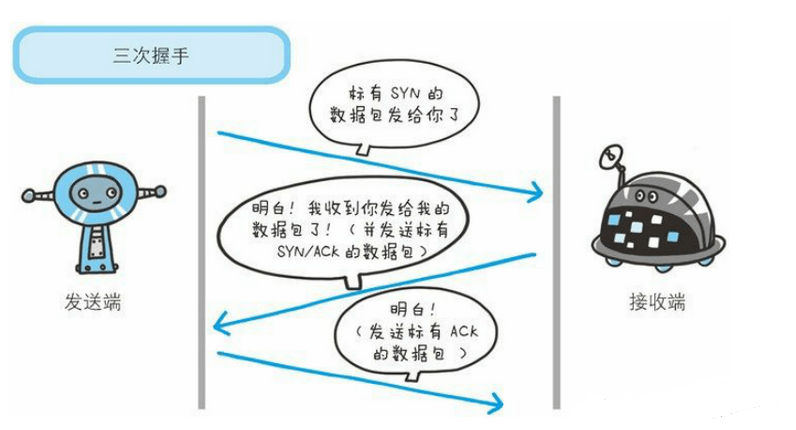 三次握手
标有 SYN 的
数据包发给你了
明白！我收到你发给我的
数据包了！（并发送标有
SYN/ACK 的数据包）
发送端
接收端
明白！
（发送标有 ACK
的数据包 ）